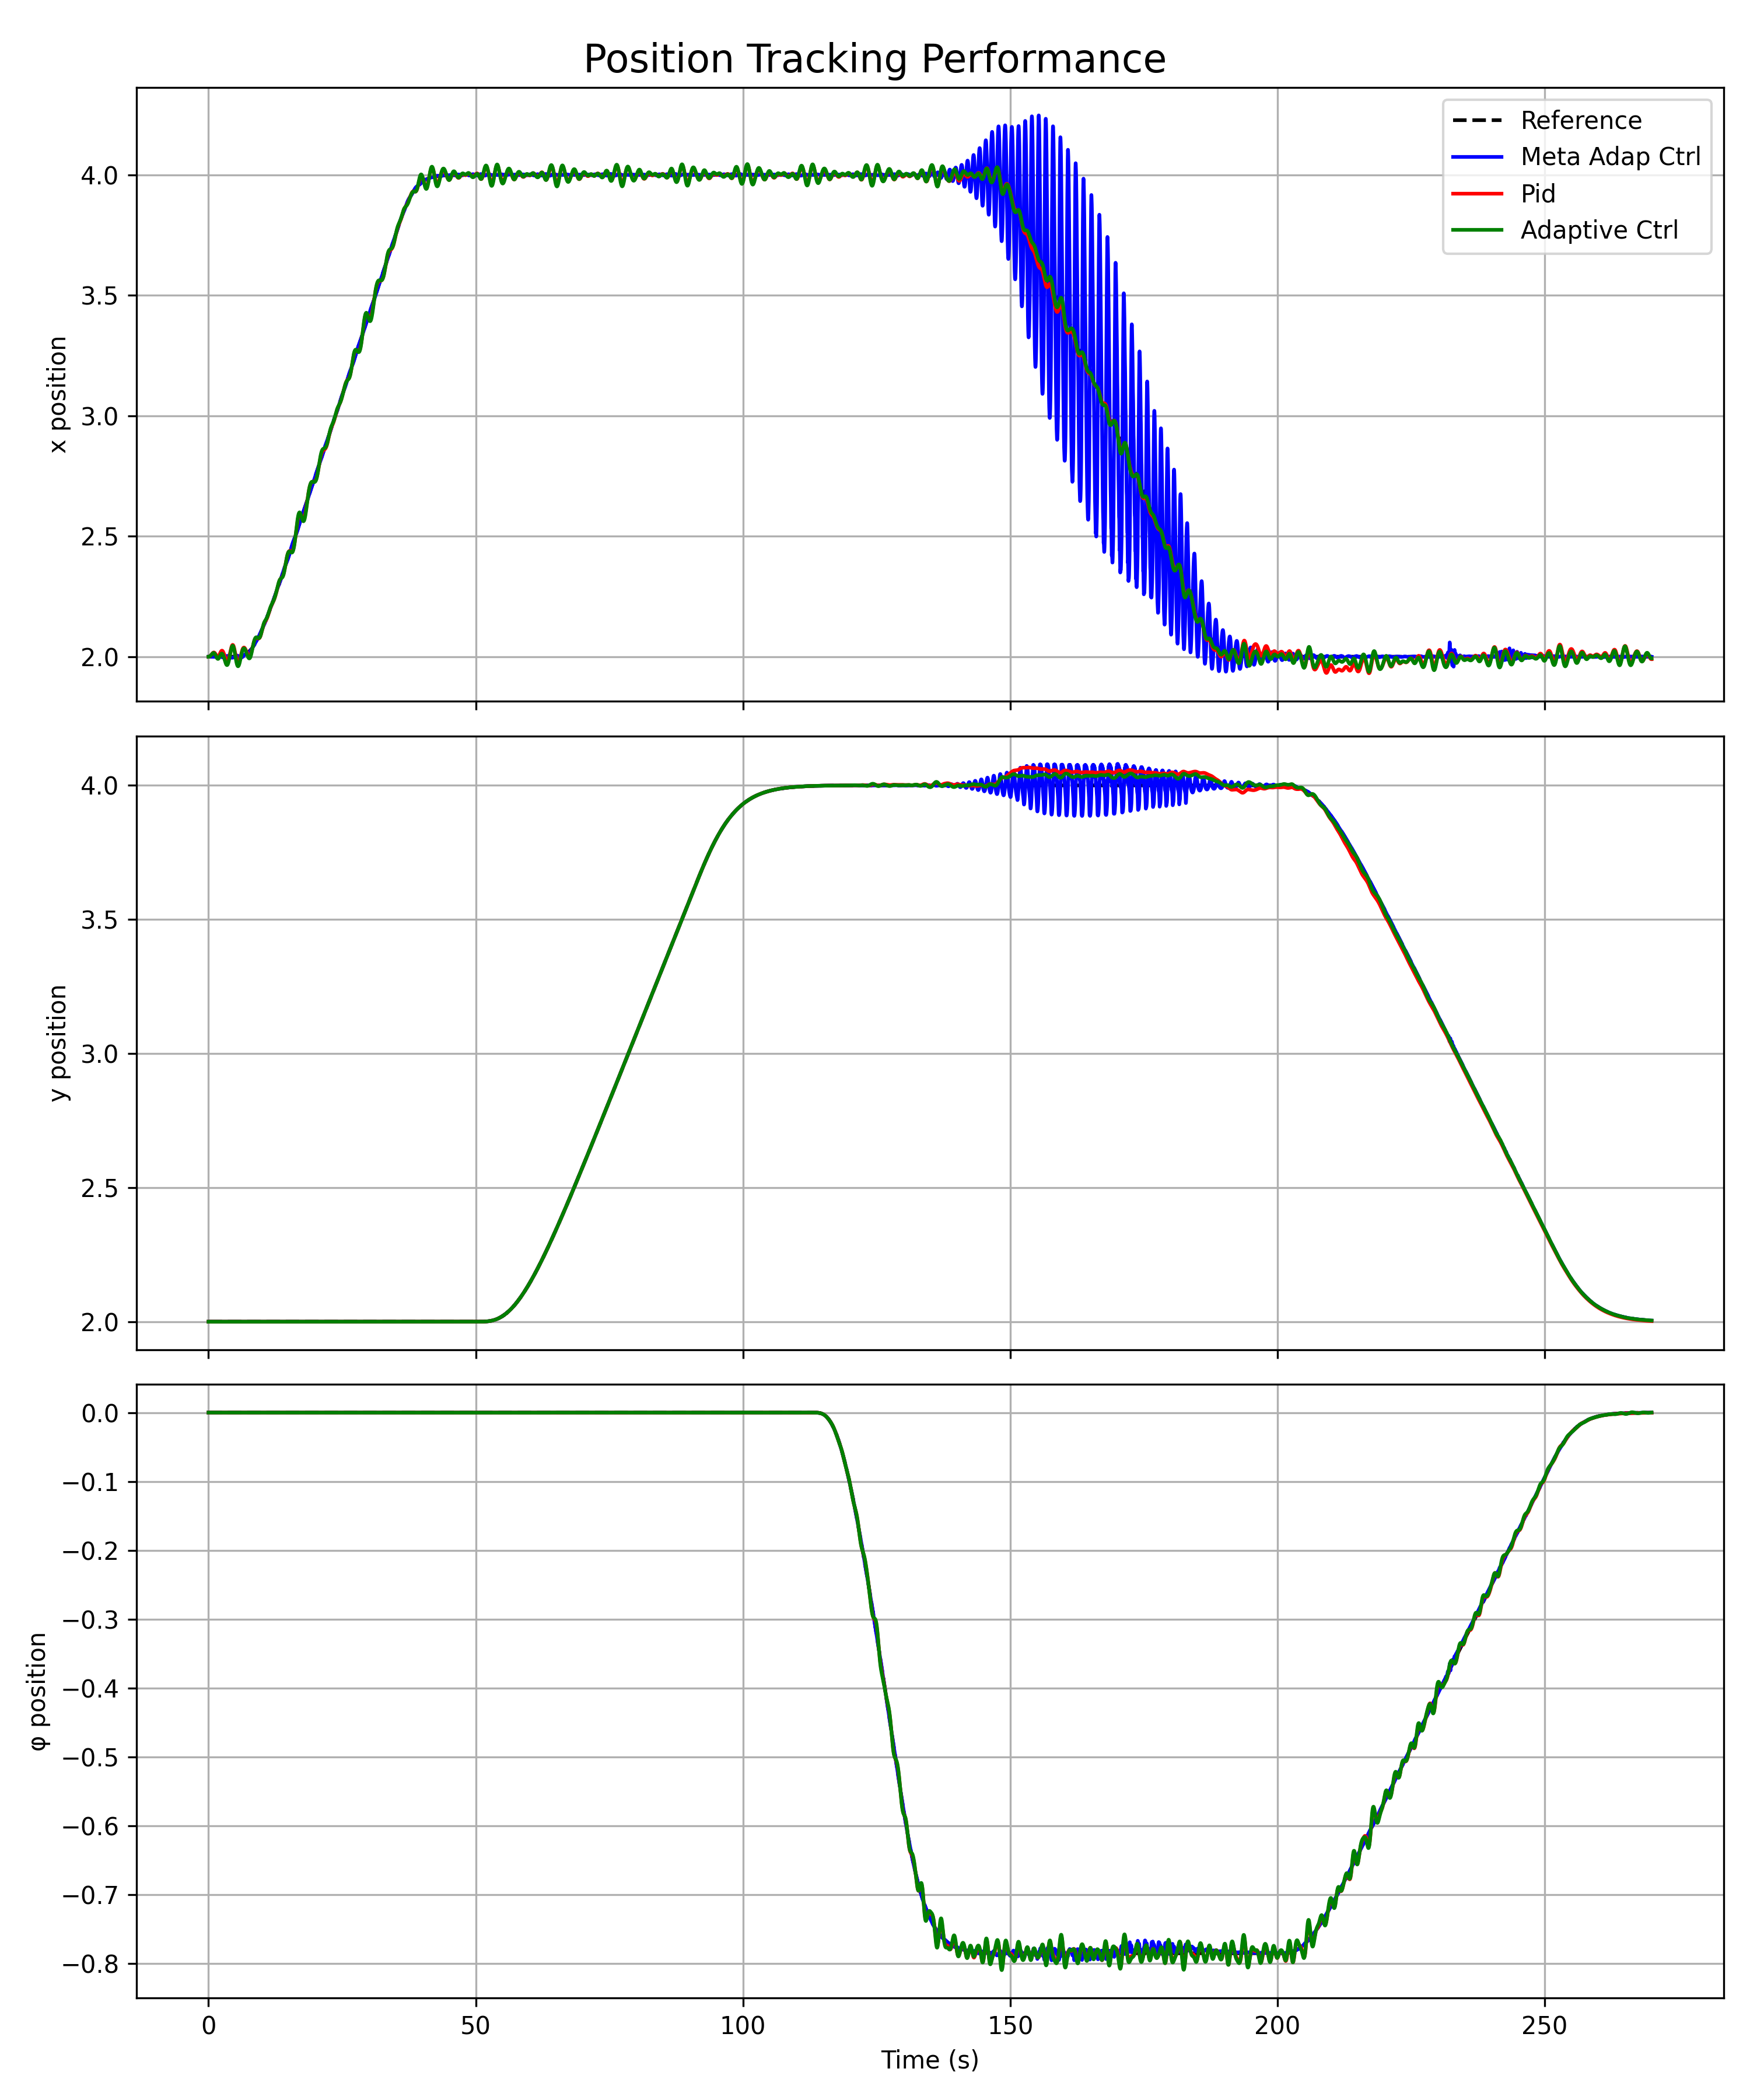 Position Tracking Performance
x position
4.0
3.5
3.0
2.5
2.0
Reference
Meta Adap Ctrl
Pid
Adaptive Ctrl
y position
4.0
3.5
3.0
2.5
2.0
φ position
0.0
−0.1
−0.2
−0.3
−0.4
−0.5
−0.6
−0.7
−0.8
0 50 100 150 200 250
Time (s)